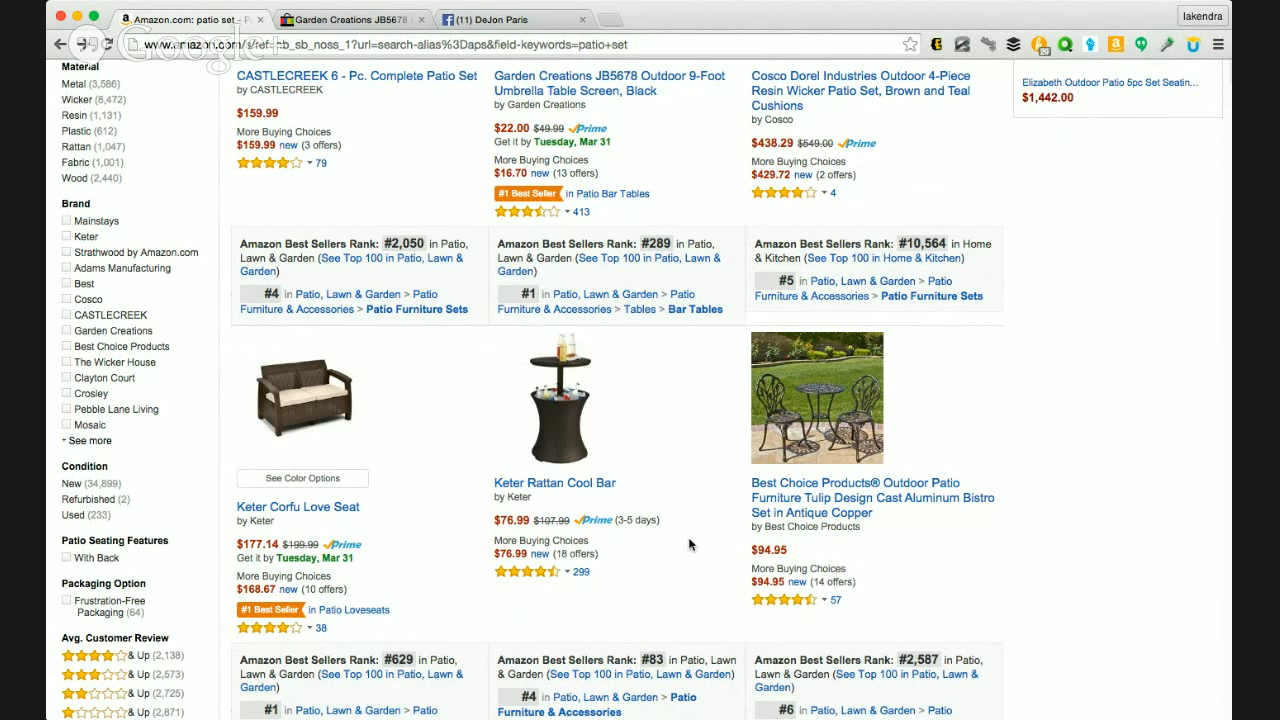 Amazon.com: patio set - P
Garden Creations JB5678
(11) DeJon Paris
lakendra
Google+
www.amazon.com/s/ref=nb_sb_noss_1?url=search-alias%3Daps&field-keywords=patio+set
29
Material
Metal (3,586)
Wicker (8,472)
Resin (1,131)
Plastic (612)
Rattan (1,047)
Fabric (1,001)
Wood (2,440)
Brand
Mainstays
Keter
Strathwood by Amazon.com
Adams Manufacturing
Best
Cosco
CASTLECREEK
Garden Creations
Best Choice Products
The Wicker House
Clayton Court
Crosley
Pebble Lane Living
Mosaic
See more
Condition
New (34,899)
Refurbished (2)
Used (233)
Patio Seating Features
With Back
Packaging Option
Frustration-Free
Packaging (64)
Avg. Customer Review
& Up (2,138)
& Up (2,573)
& Up (2,725)
& Up (2,871)
CASTLECREEK 6 - Pc. Complete Patio Set
by CASTLECREEK
$159.99
More Buying Choices
$159.99 new (3 offers)
79
Amazon Best Sellers Rank: #2,050 in Patio,
Lawn & Garden (See Top 100 in Patio, Lawn &
Garden)
#4 in Patio, Lawn & Garden > Patio
Furniture & Accessories > Patio Furniture Sets
Garden Creations JB5678 Outdoor 9-Foot
Umbrella Table Screen, Black
by Garden Creations
$22.00 $49.99 Prime
Get it by Tuesday, Mar 31
More Buying Choices
$16.70 new (13 offers)
#1 Best Seller in Patio Bar Tables
413
Amazon Best Sellers Rank: #289 in Patio,
Lawn & Garden (See Top 100 in Patio, Lawn &
Garden)
#1 in Patio, Lawn & Garden > Patio
Furniture & Accessories > Tables > Bar Tables
Cosco Dorel Industries Outdoor 4-Piece
Resin Wicker Patio Set, Brown and Teal
Cushions
by Cosco
$438.29 $549.00 Prime
More Buying Choices
$429.72 new (2 offers)
4
Amazon Best Sellers Rank: #10,564 in Home
& Kitchen (See Top 100 in Home & Kitchen)
#5 in Patio, Lawn & Garden > Patio
Furniture & Accessories > Patio Furniture Sets
Elizabeth Outdoor Patio 5pc Set Seatin...
$1,442.00
See Color Options
Keter Corfu Love Seat
by Keter
$177.14 $199.99 Prime
Get it by Tuesday, Mar 31
More Buying Choices
$168.67 new (10 offers)
#1 Best Seller in Patio Loveseats
38
Amazon Best Sellers Rank: #629 in Patio,
Lawn & Garden (See Top 100 in Patio, Lawn &
Garden)
#1 in Patio, Lawn & Garden > Patio
Keter Rattan Cool Bar
by Keter
$76.99 $107.99 Prime (3-5 days)
More Buying Choices
$76.99 new (18 offers)
299
Amazon Best Sellers Rank: #83 in Patio, Lawn
& Garden (See Top 100 in Patio, Lawn & Garden)
#4 in Patio, Lawn & Garden > Patio
Furniture & Accessories
Best Choice Products® Outdoor Patio
Furniture Tulip Design Cast Aluminum Bistro
Set in Antique Copper
by Best Choice Products
$94.95
More Buying Choices
$94.95 new (14 offers)
57
Amazon Best Sellers Rank: #2,587 in Patio,
Lawn & Garden (See Top 100 in Patio, Lawn &
Garden)
#6 in Patio, Lawn & Garden > Patio